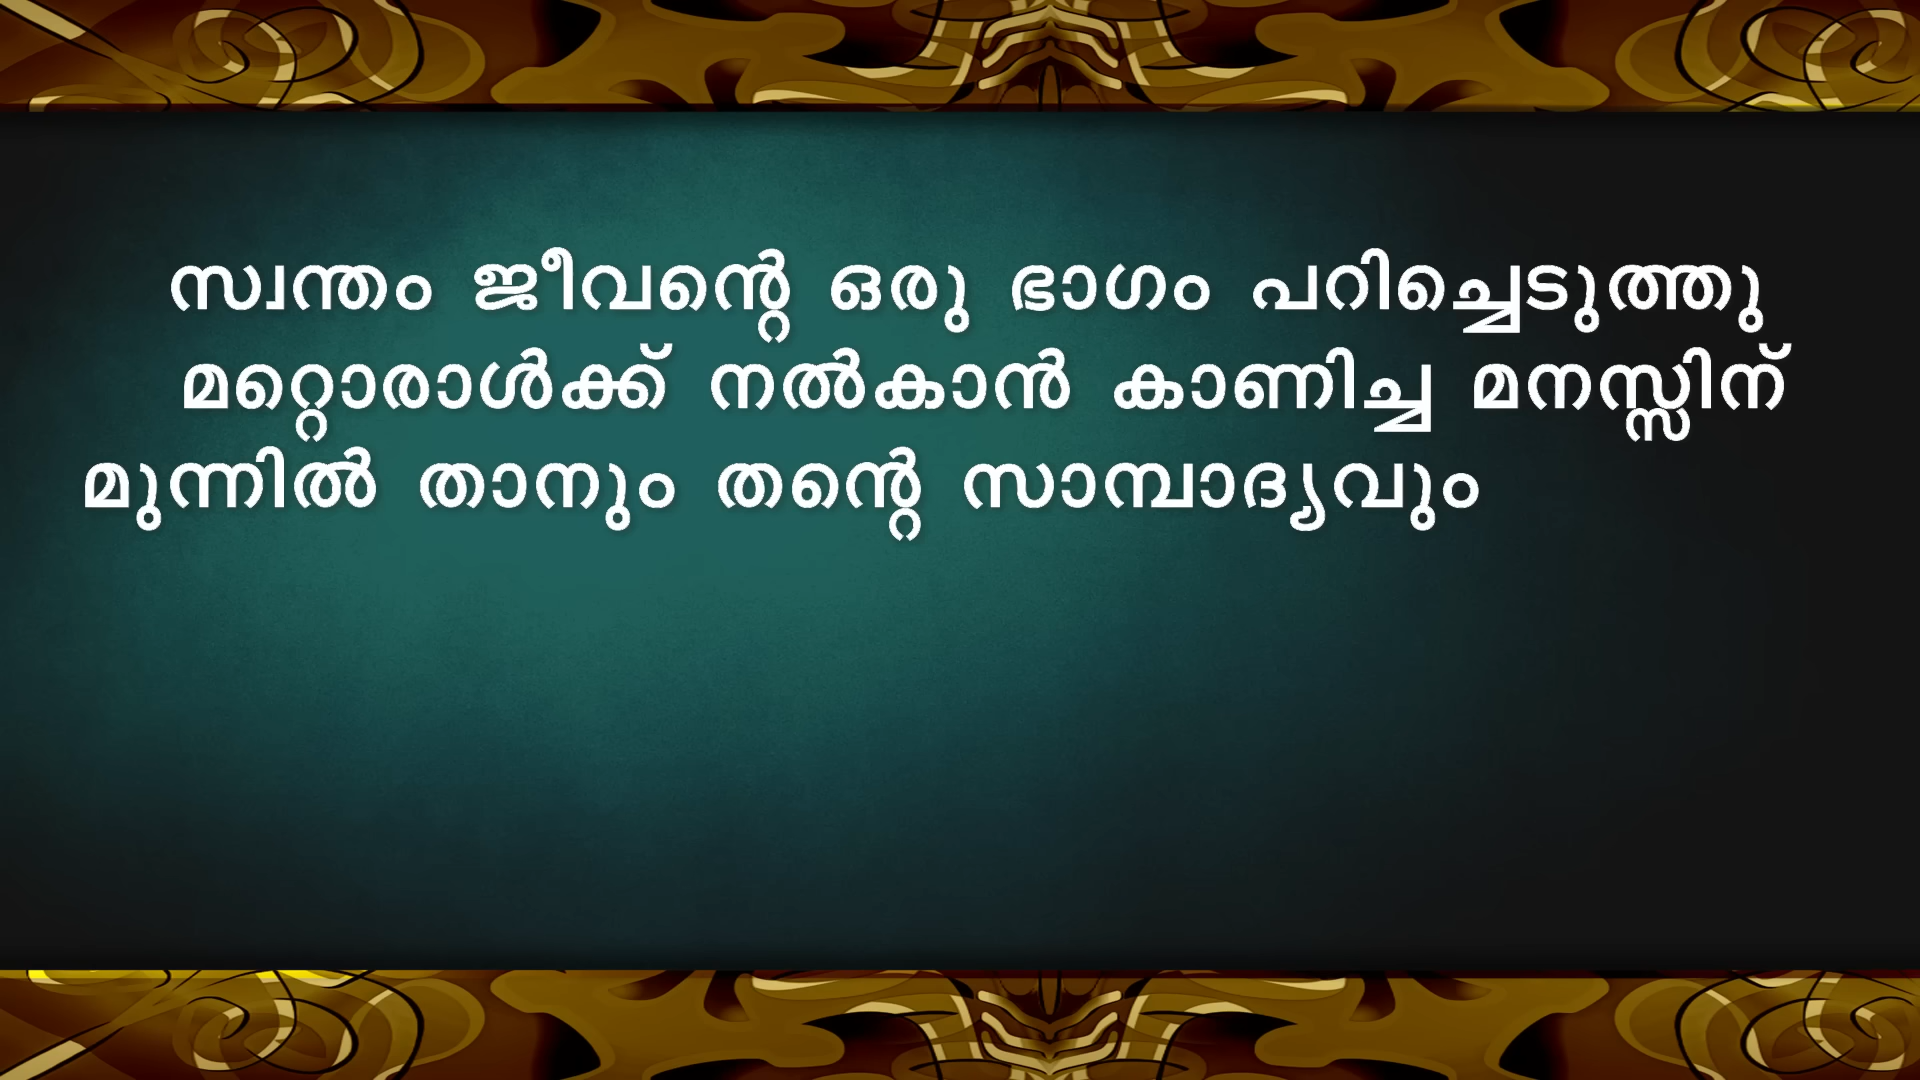 സ്വന്തം ജീവന്റെ ഒരു ഭാഗം പറിച്ചെടുത്തു
മറ്റൊരാൾക്ക് നൽകാൻ കാണിച്ച മനസ്സിന്
മുന്നിൽ താനും തന്റെ സാമ്പാദ്യവും